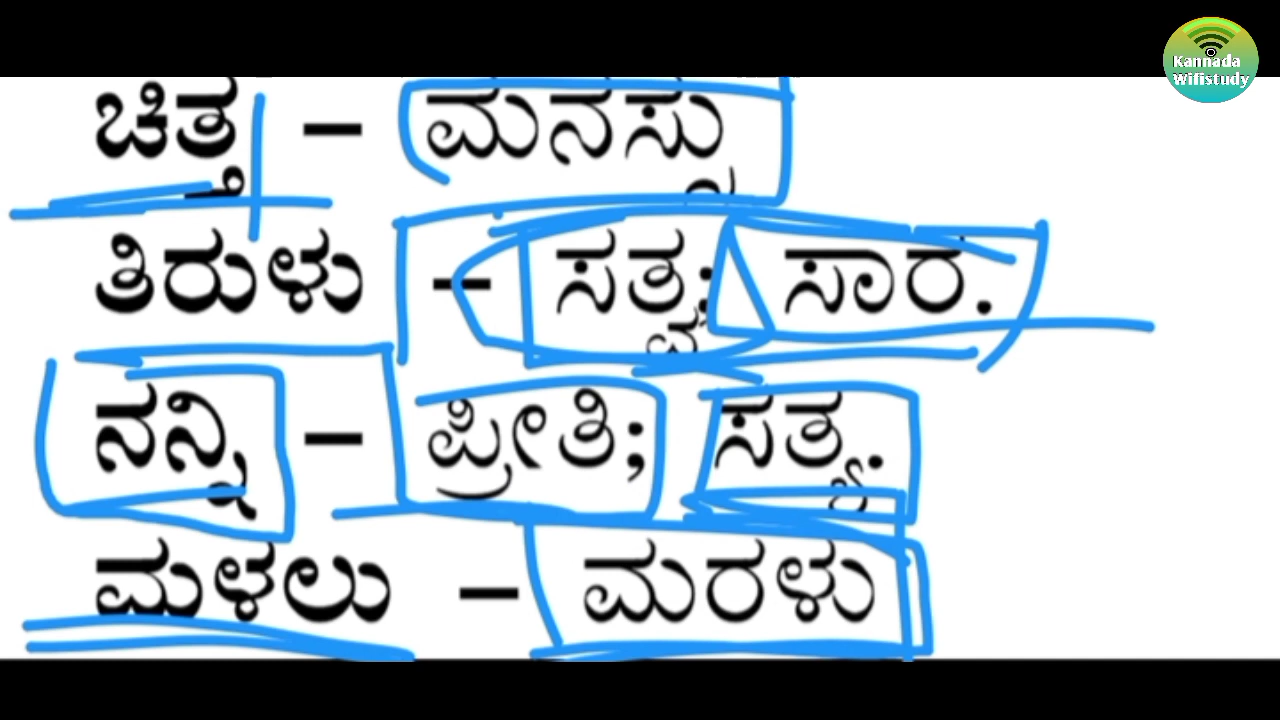 Kannada
Wifistudy
ಚಿತ್ತ – ಮನಸ್ಸು
ತಿರುಳು – ಸತ್ವ; ಸಾರ.
ನನ್ನಿ – ಪ್ರೀತಿ; ಸತ್ಯ.
ಮಳಲು – ಮರಳು